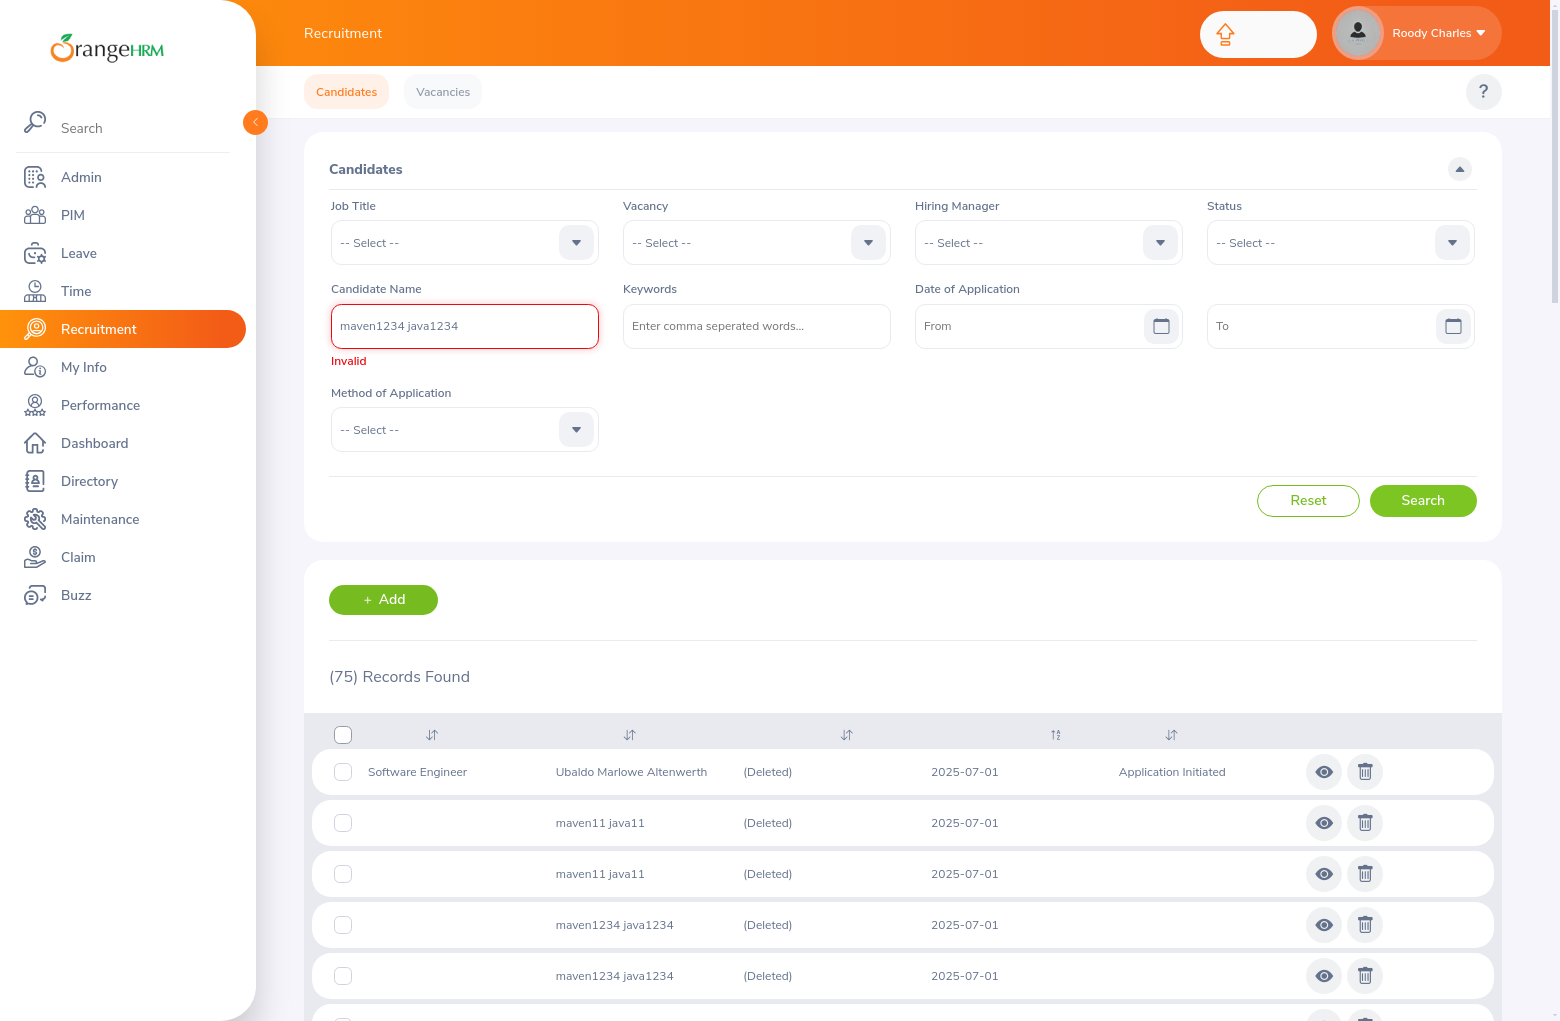 OrangeHRM
Recruitment
Roody Charles
Candidates
Vacancies
?
Search
Admin
PIM
Leave
Time
Recruitment
My Info
Performance
Dashboard
Directory
Maintenance
Claim
Buzz
Candidates
Job Title
Vacancy
Hiring Manager
Status
-- Select --
-- Select --
-- Select --
-- Select --
Candidate Name
Keywords
Date of Application
maven1234 java1234
Enter comma seperated words...
From
To
Invalid
Method of Application
-- Select --
Reset
Search
+ Add
(75) Records Found
Software Engineer Ubaldo Marlowe Altenwerth (Deleted) 2025-07-01 Application Initiated
maven11 java11 (Deleted) 2025-07-01
maven11 java11 (Deleted) 2025-07-01
maven1234 java1234 (Deleted) 2025-07-01
maven1234 java1234 (Deleted) 2025-07-01